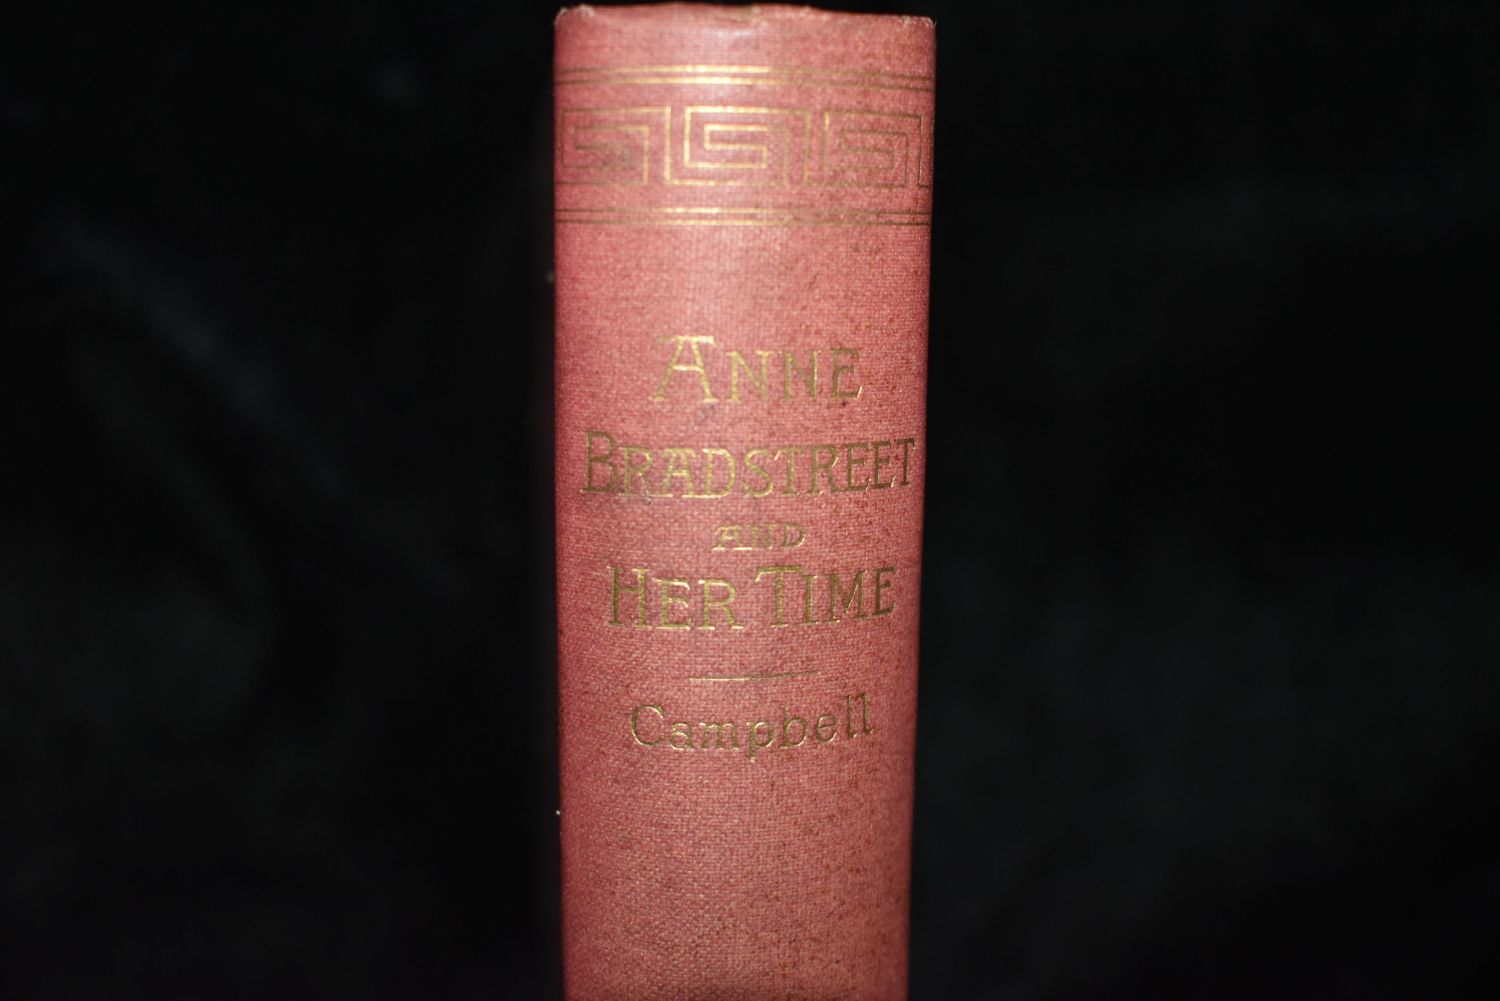 ANNE
BRADSTREET
AND
HER TIME
Campbell